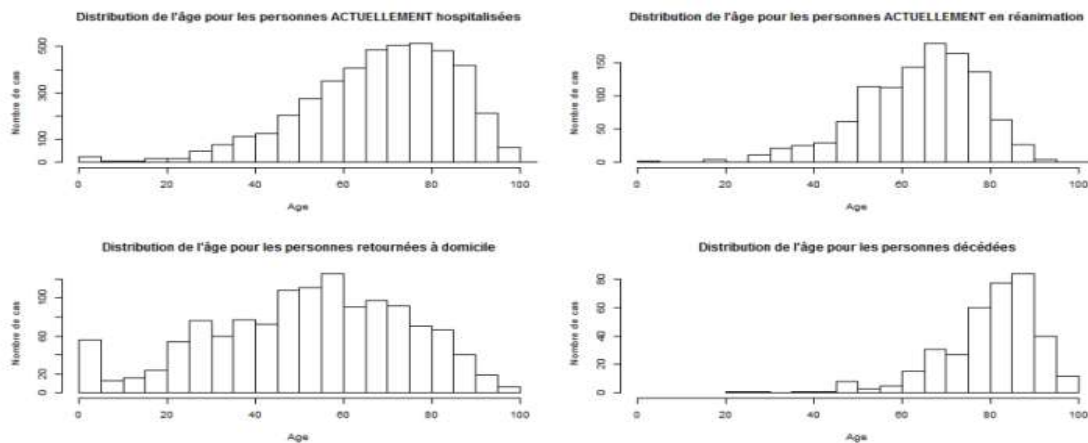 Distribution de l'âge pour les personnes ACTUELLEMENT hospitalisées
Nombre de cas
500
300
100
0
0 20 40 60 80 100
Age
Distribution de l'âge pour les personnes ACTUELLEMENT en réanimation
Nombre de cas
150
100
50
0
0 20 40 60 80 100
Age
Distribution de l'âge pour les personnes retournées à domicile
Nombre de cas
100
60
20
0
0 20 40 60 80 100
Age
Distribution de l'âge pour les personnes décédées
Nombre de cas
80
60
40
20
0
0 20 40 60 80 100
Age